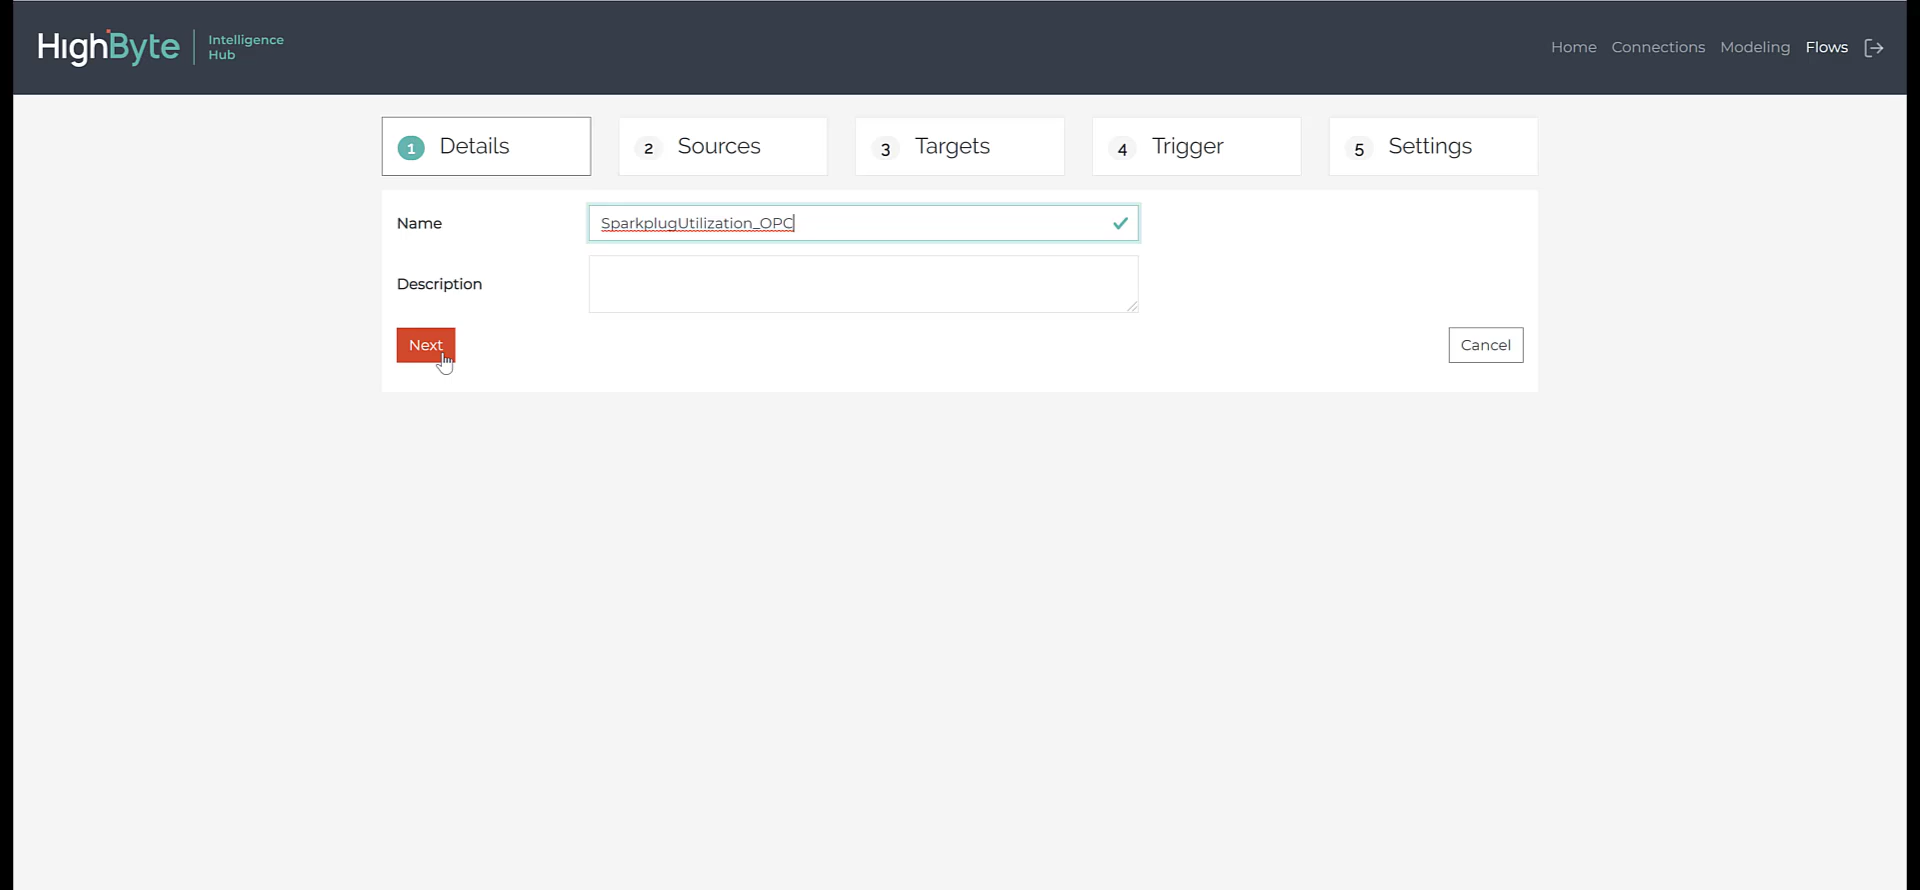 HighByte
Intelligence
Hub
Home Connections Modeling Flows
1 Details
2 Sources
3 Targets
4 Trigger
5 Settings
Name
SparkplugUtilization_OPC
Description
Next
Cancel